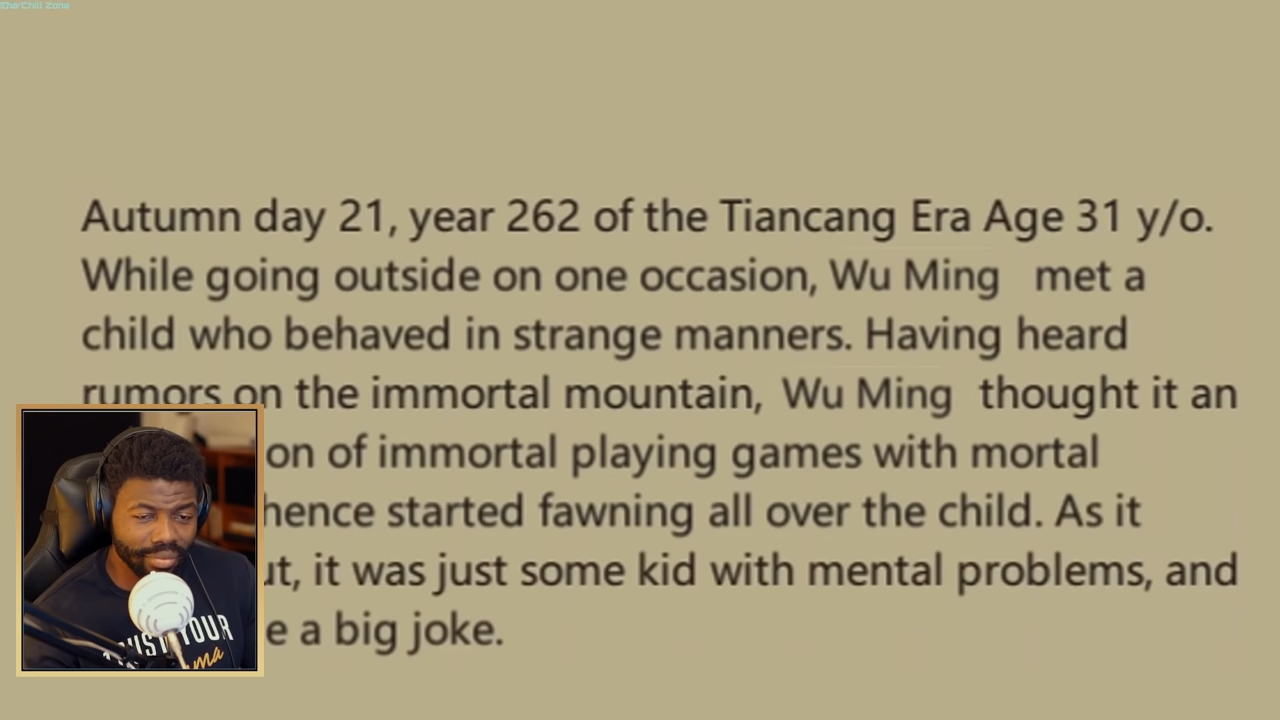 Autumn day 21, year 262 of the Tiancang Era Age 31 y/o.
While going outside on one occasion, Wu Ming met a
child who behaved in strange manners. Having heard
rumors on the immortal mountain, Wu Ming thought it an
on of immortal playing games with mortal
hence started fawning all over the child. As it
ut, it was just some kid with mental problems, and
e a big joke.
YOUR
ma